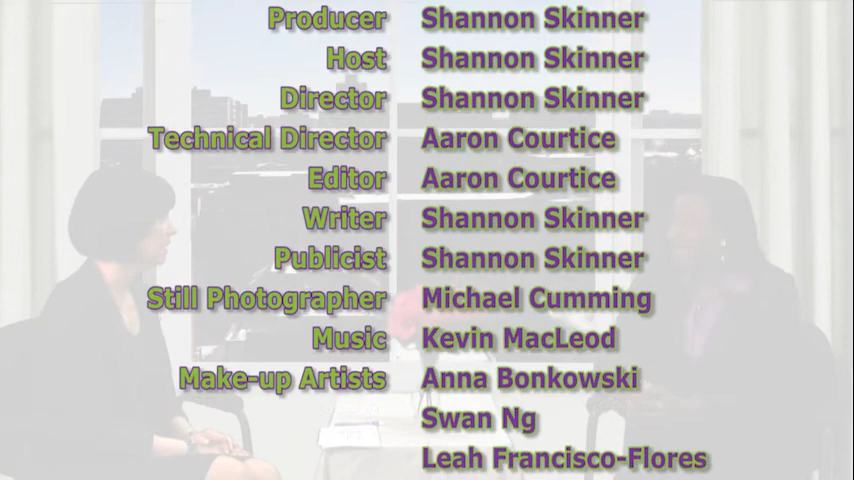 Producer Shannon Skinner
Host Shannon Skinner
Director Shannon Skinner
Technical Director Aaron Courtice
Editor Aaron Courtice
Writer Shannon Skinner
Publicist Shannon Skinner
Still Photographer Michael Cumming
Music Kevin MacLeod
Make-up Artists Anna Bonkowski
Swan Ng
Leah Francisco-Flores